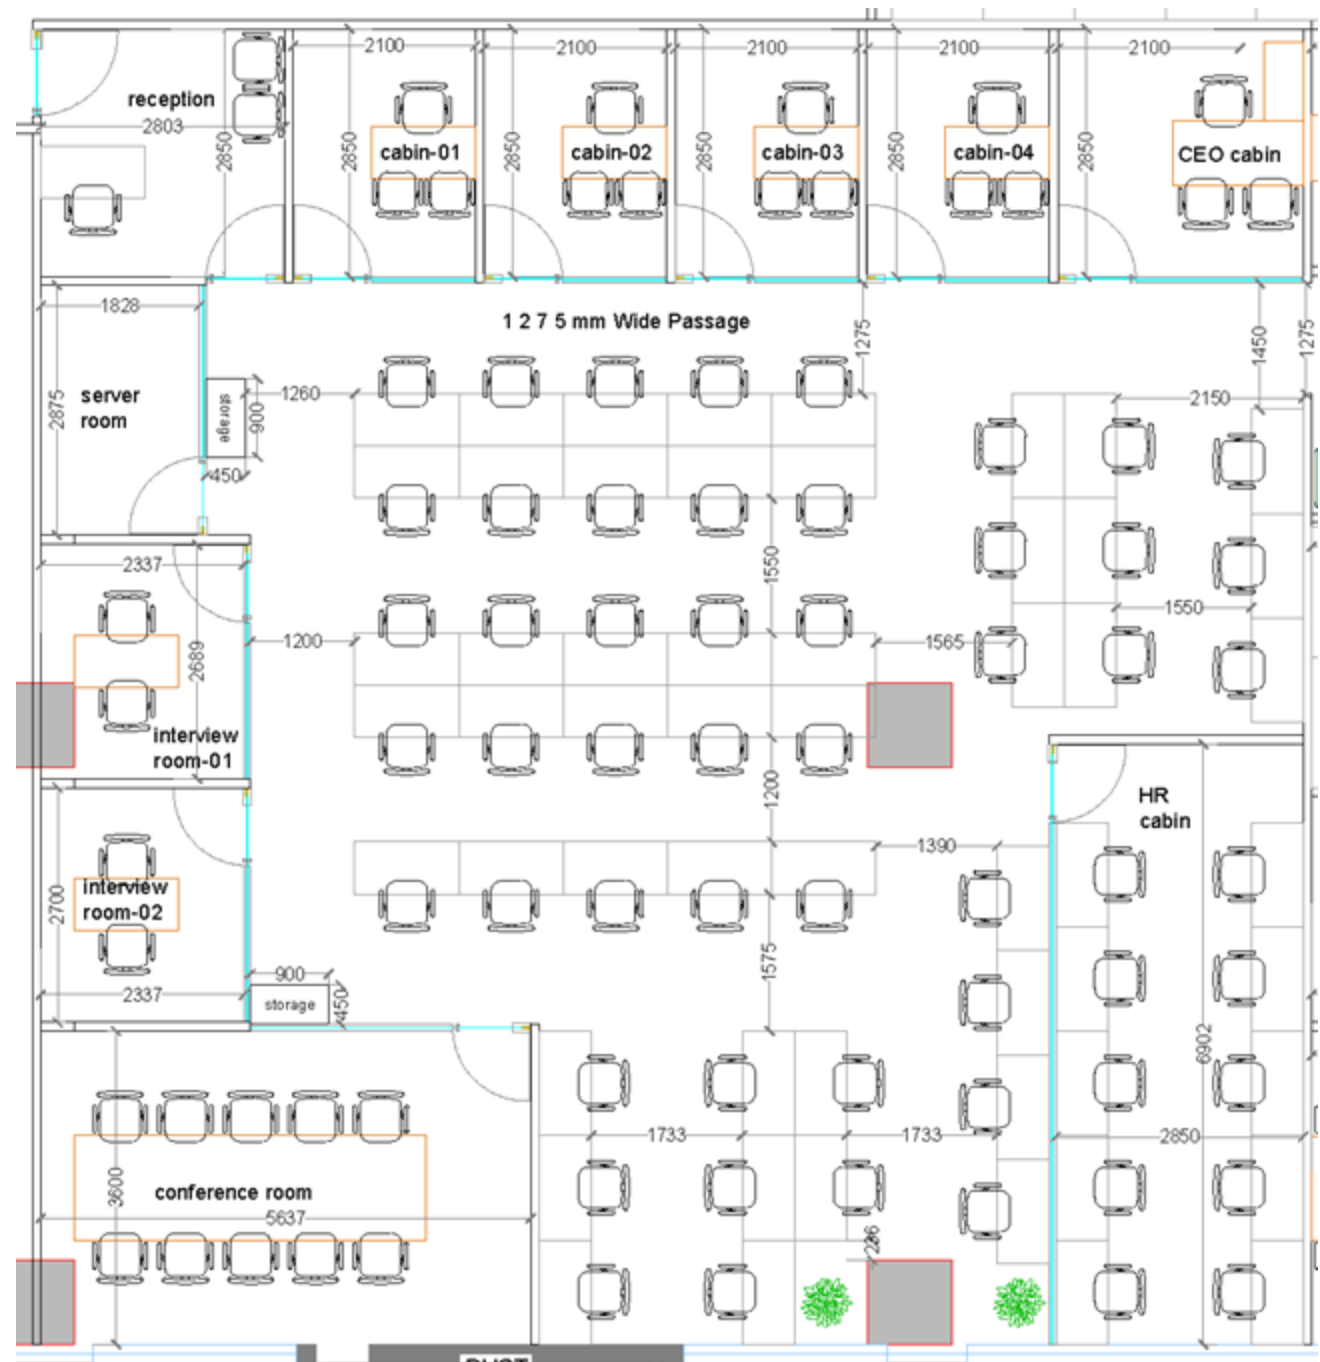 2100
2100
2100
2100
2100
reception
2803
2850
2850
2850
2850
2850
2850
cabin-01
cabin-02
cabin-03
cabin-04
CEO cabin
1828
1 2 7 5 mm Wide Passage
1275
1450
1275
2875
server
room
storage
900
450
1260
2150
2337
2689
1200
1550
1565
1550
interview
room-01
1200
HR
cabin
2700
interview
room-02
2337
900
storage
450
1390
1575
6902
3600
conference room
5637
1733
1733
2850